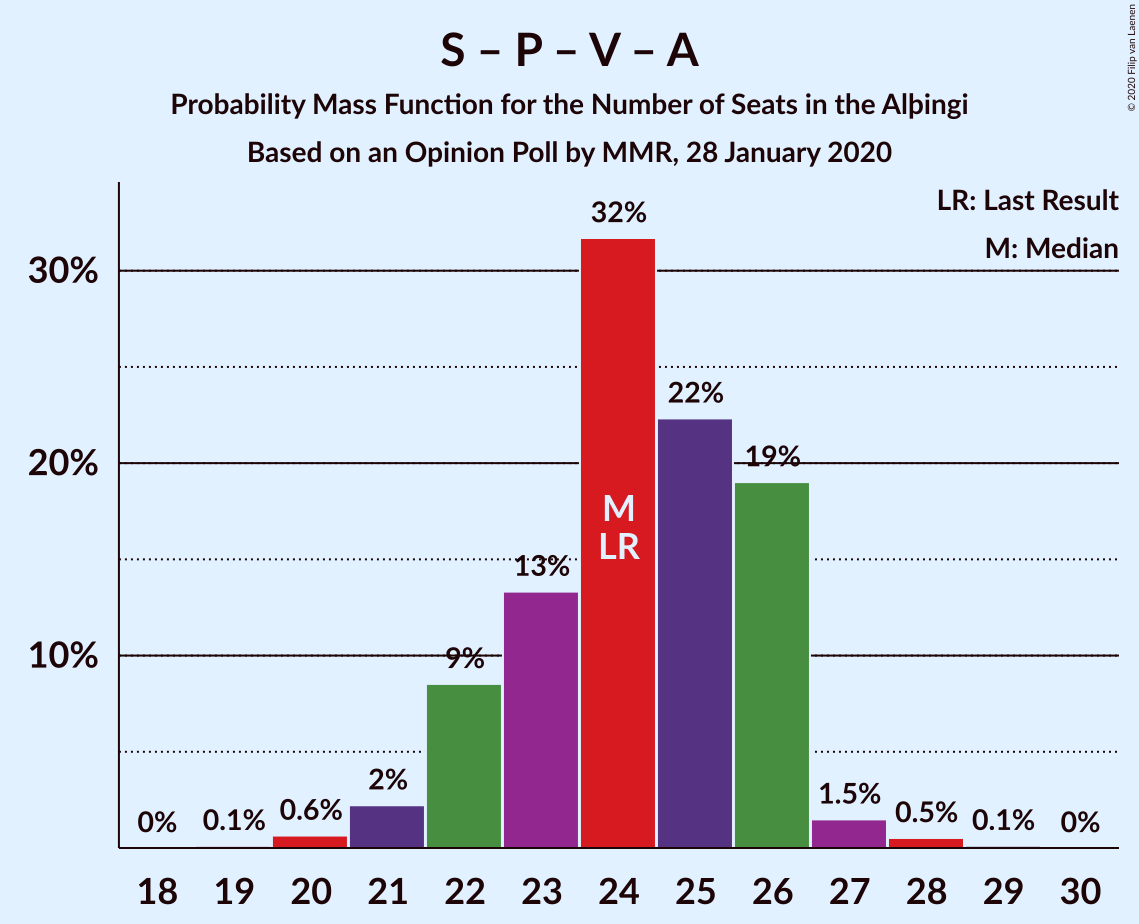 S – P – V – A
Probability Mass Function for the Number of Seats in the Alþingi
Based on an Opinion Poll by MMR, 28 January 2020
© 2020 Filip van Laenen
LR: Last Result
M: Median
30%
20%
10%
0%
0.1%
0.6%
2%
9%
13%
32%
22%
19%
1.5%
0.5%
0.1%
0%
M
LR
18 19 20 21 22 23 24 25 26 27 28 29 30